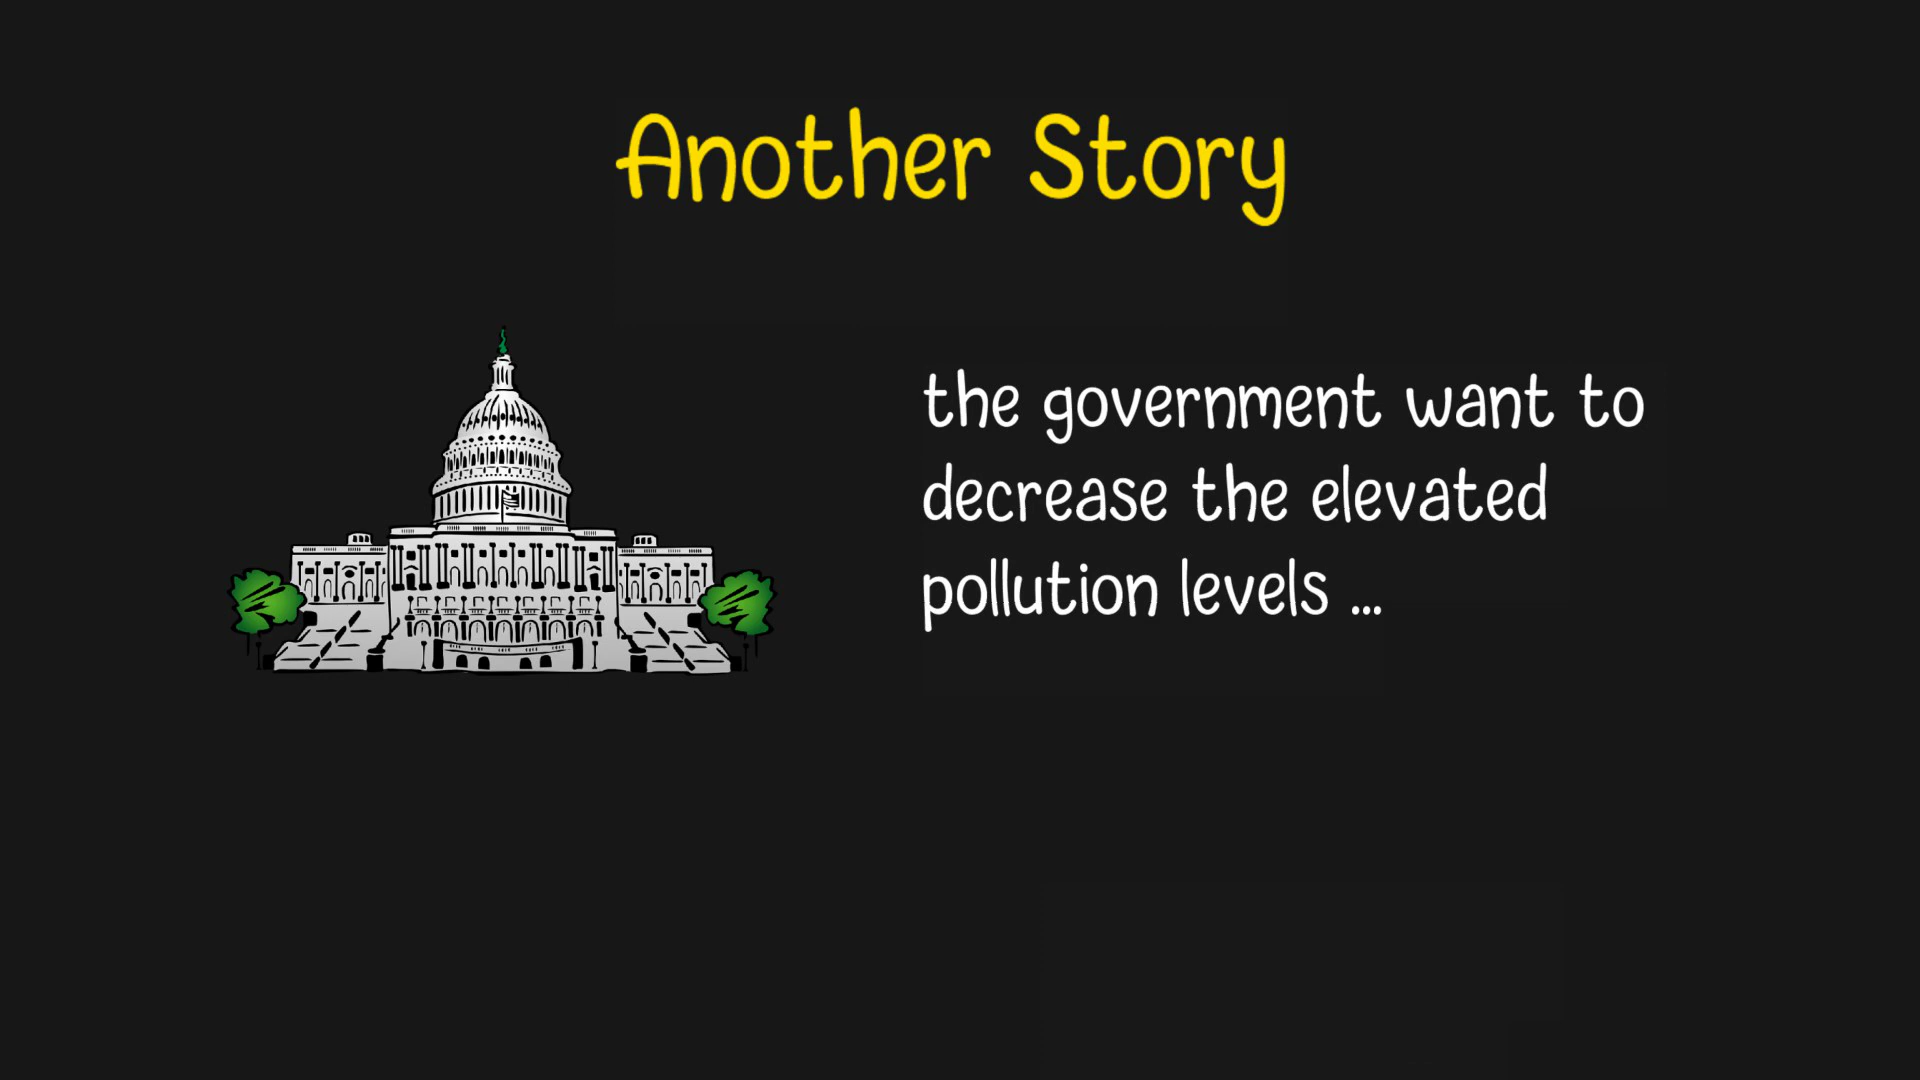 Another Story
the government want to
decrease the elevated
pollution levels ...